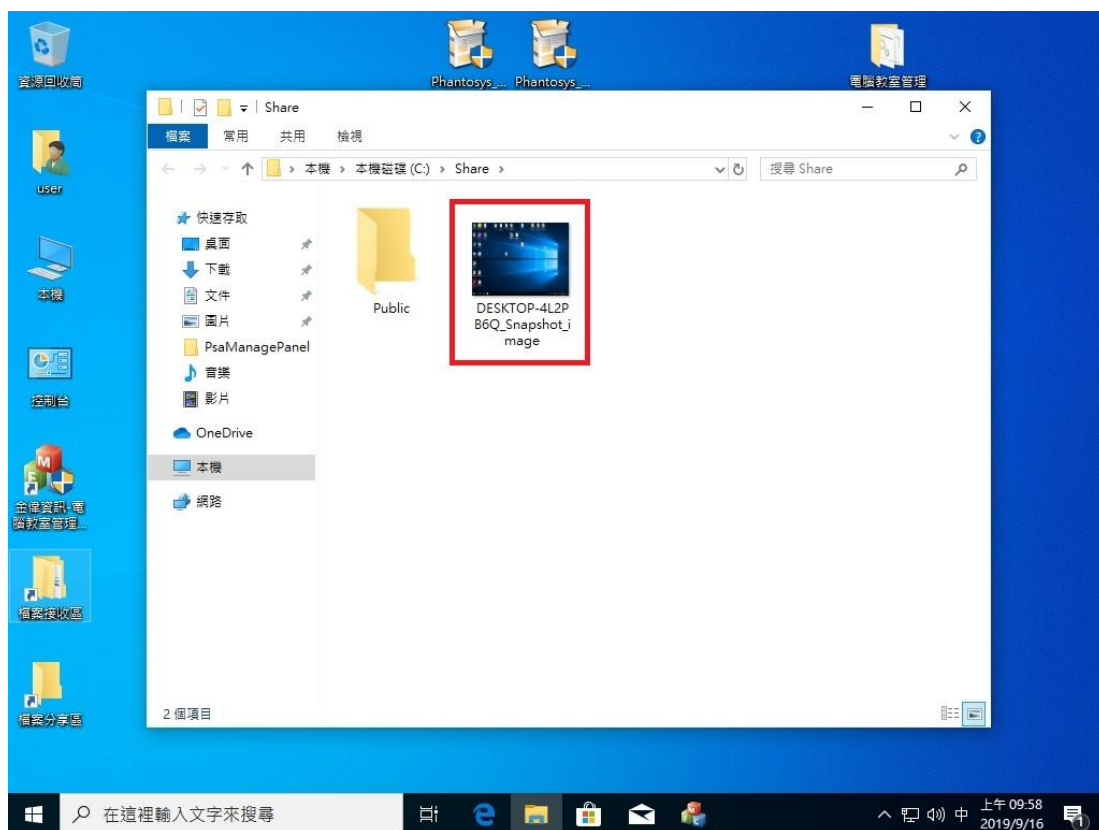 資源回收筒
Phantosys_...
Phantosys_...
電腦教室管理
user
本機
控制台
金偉資訊-電
腦教室管理...
檔案接收區
檔案分享區
Share
檔案
常用
共用
檢視
本機 › 本機磁碟 (C:) › Share ›
搜尋 Share
快速存取
桌面
下載
文件
圖片
PsaManagePanel
音樂
影片
OneDrive
本機
網路
Public
DESKTOP-4L2P
B6Q_Snapshot_i
mage
2 個項目
在這裡輸入文字來搜尋
中
上午 09:58
2019/9/16
1